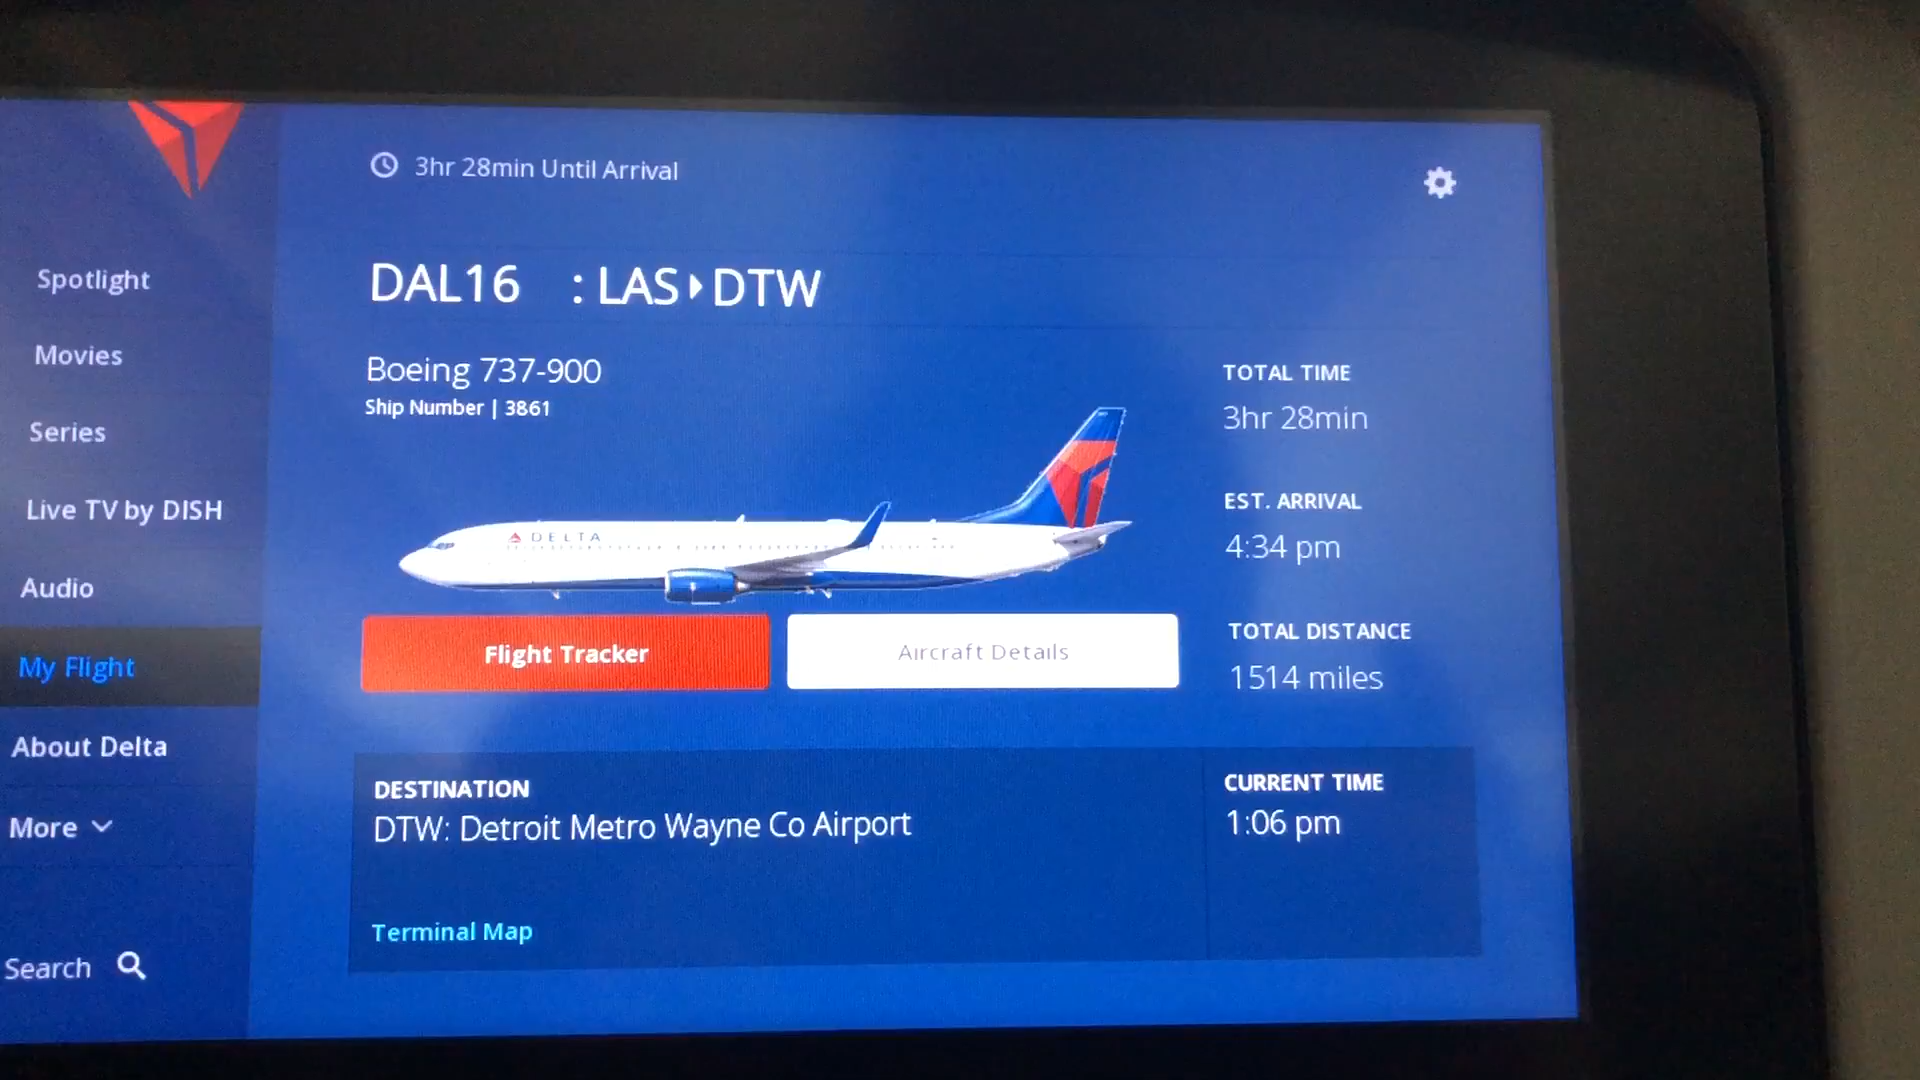 3hr 28min Until Arrival
DAL16 : LAS▸DTW
Boeing 737-900
Ship Number | 3861
DELTA
Flight Tracker
Aircraft Details
TOTAL TIME
3hr 28min
EST. ARRIVAL
4:34 pm
TOTAL DISTANCE
1514 miles
DESTINATION
DTW: Detroit Metro Wayne Co Airport
Terminal Map
CURRENT TIME
1:06 pm
Spotlight
Movies
Series
Live TV by DISH
Audio
My Flight
About Delta
More
Search